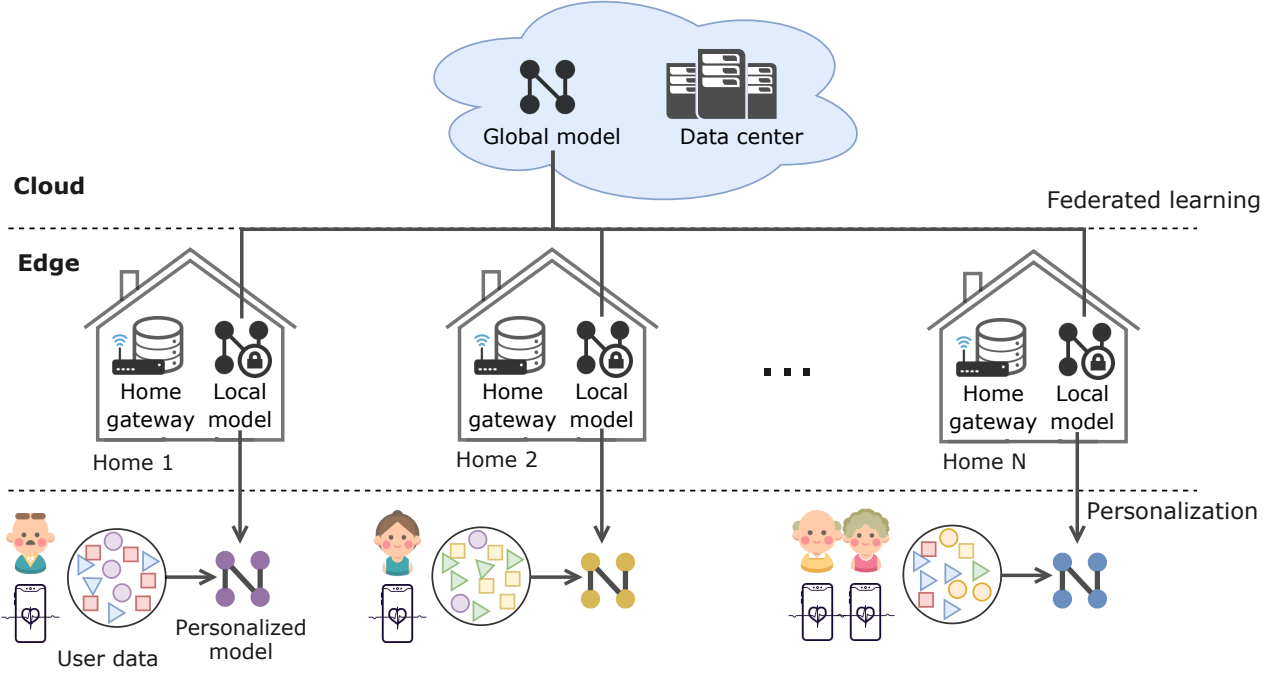 Global model
Data center
Cloud
Federated learning
Edge
Home
gateway
Local
model
Home 1
Home
gateway
Local
model
Home 2
...
Home
gateway
Local
model
Home N
Personalization
User data
Personalized
model